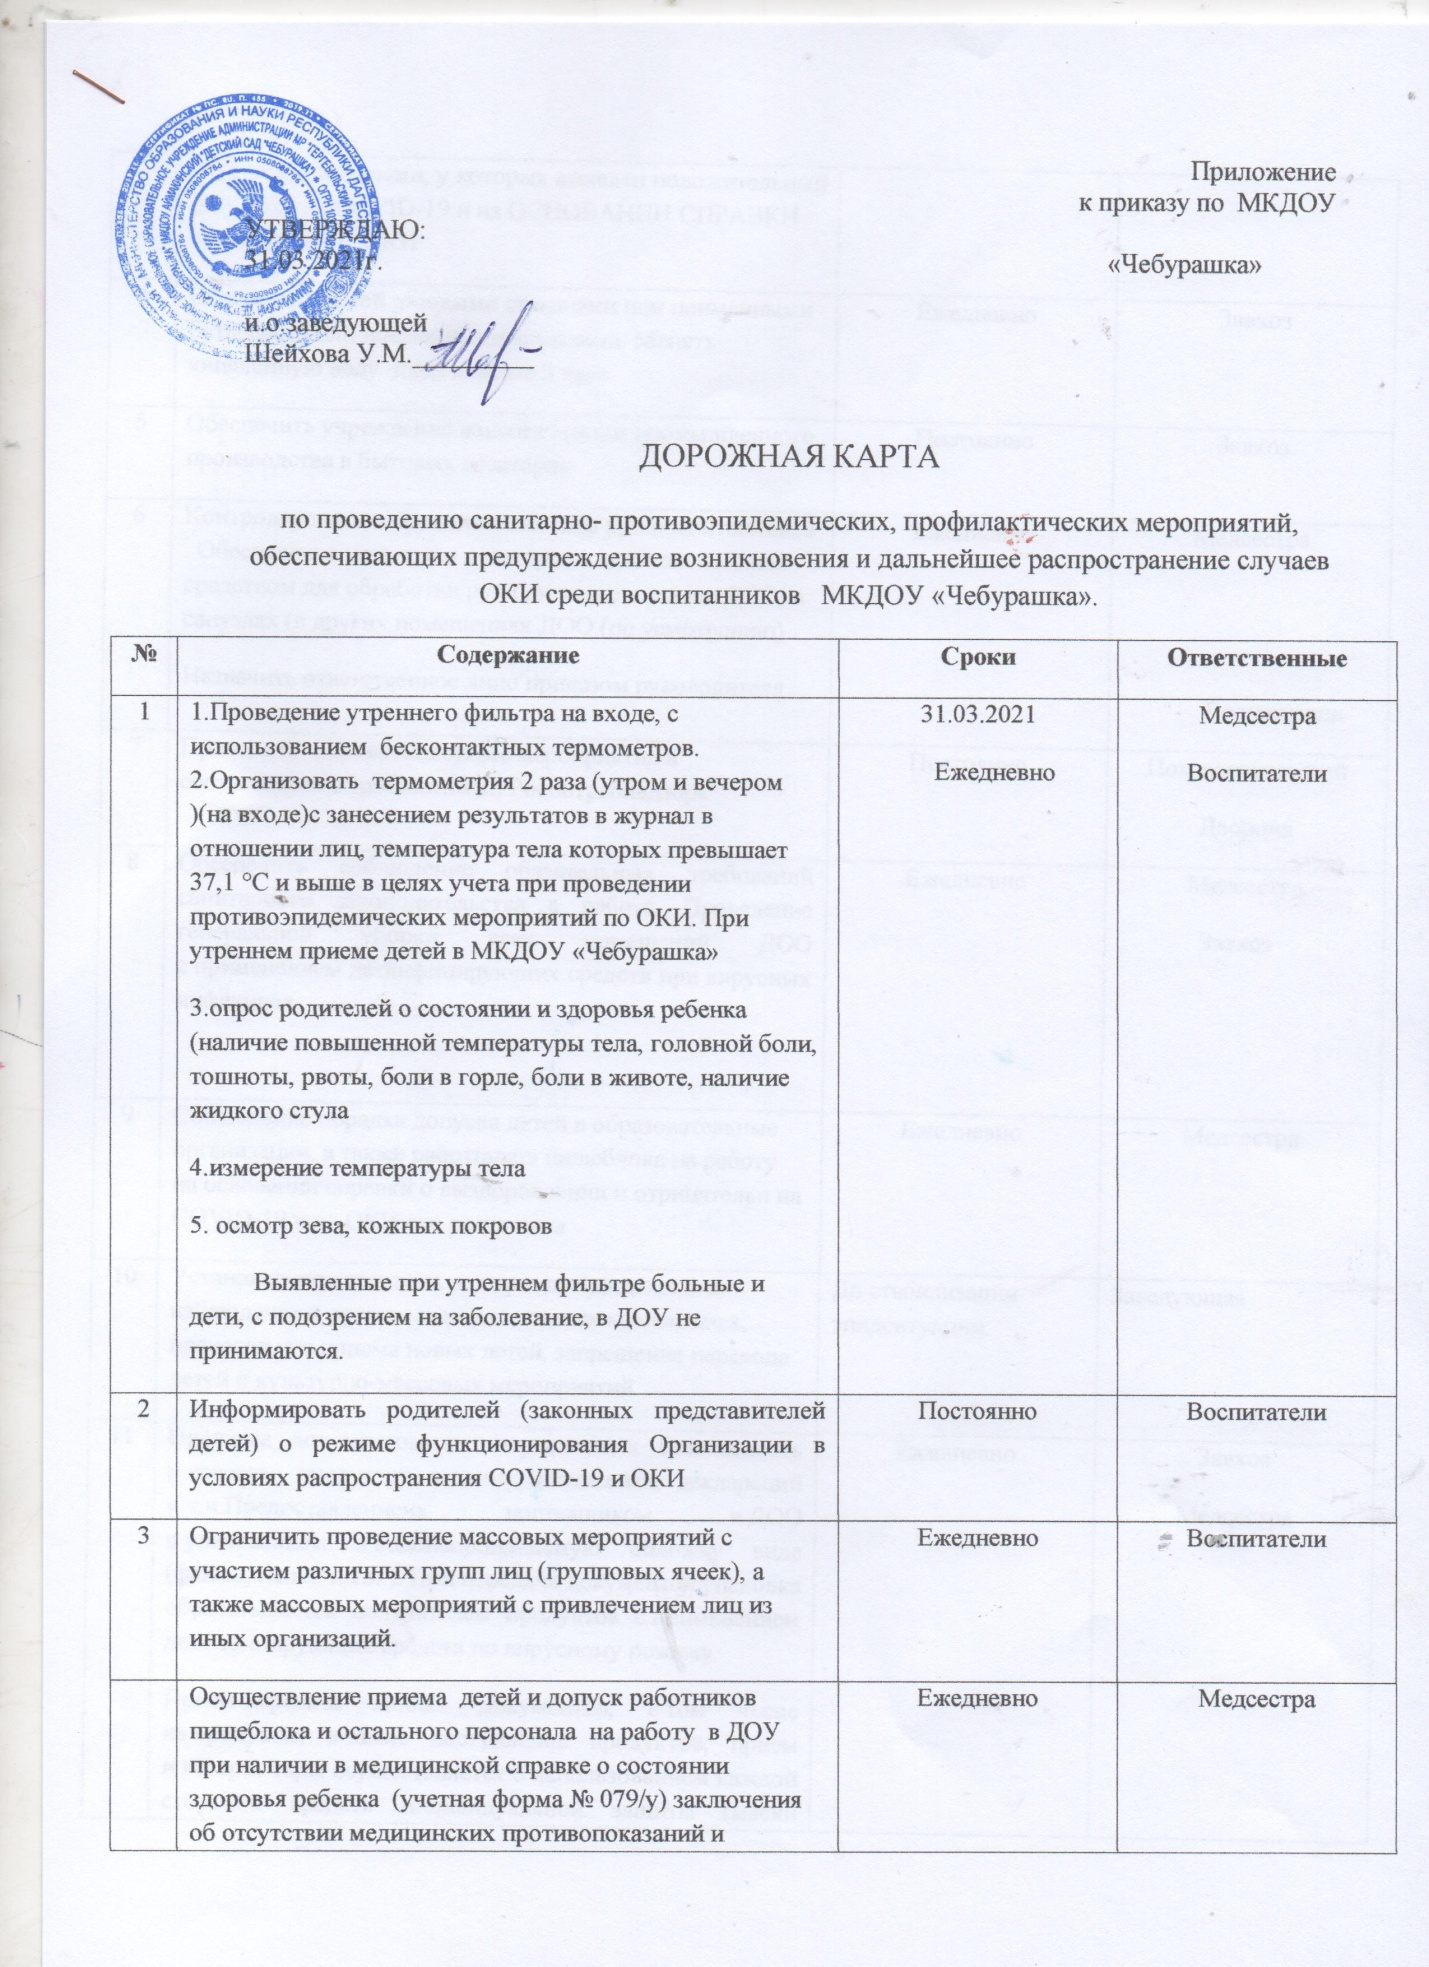 Приложение
к приказу по МКДОУ
«Чебурашка»
УТВЕРЖДАЮ:
31.03.2021г.
и.о.заведующей
Шейхова У.М._________
ДОРОЖНАЯ КАРТА
по проведению санитарно- противоэпидемических, профилактических мероприятий,
обеспечивающих предупреждение возникновения и дальнейшее распространение случаев
ОКИ среди воспитанников МКДОУ «Чебурашка».
№ Содержание Сроки Ответственные
1 1.Проведение утреннего фильтра на входе, с 31.03.2021 Медсестра
использованием бесконтактных термометров.
2.Организовать термометрия 2 раза (утром и вечером Ежедневно Воспитатели
)(на входе)с занесением результатов в журнал в
отношении лиц, температура тела которых превышает
37,1 °С и выше в целях учета при проведении
противоэпидемических мероприятий по ОКИ. При
утреннем приеме детей в МКДОУ «Чебурашка»
3.опрос родителей о состоянии и здоровья ребенка
(наличие повышенной температуры тела, головной боли,
тошноты, рвоты, боли в горле, боли в животе, наличие
жидкого стула
4.измерение температуры тела
5. осмотр зева, кожных покровов
Выявленные при утреннем фильтре больные и
дети, с подозрением на заболевание, в ДОУ не
принимаются.
2 Информировать родителей (законных представителей Постоянно Воспитатели
детей) о режиме функционирования Организации в
условиях распространения COVID-19 и ОКИ
3 Ограничить проведение массовых мероприятий с Ежедневно Воспитатели
участием различных групп лиц (групповых ячеек), а
также массовых мероприятий с привлечением лиц из
иных организаций.
Осуществление приема детей и допуск работников Ежедневно Медсестра
пищеблока и остального персонала на работу в ДОУ
при наличии в медицинской справке о состоянии
здоровья ребенка (учетная форма № 079/у) заключения
об отсутствии медицинских противопоказаний и